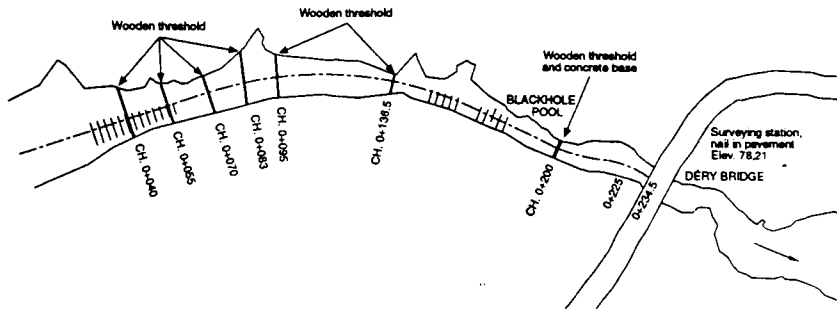 Wooden threshold
Wooden threshold
Wooden threshold
and concrete base
BLACKHOLE
POOL
Surveying station,
nail in pavement
Elev. 78,21
DÉRY BRIDGE
CH. 0+040
CH. 0+055
CH. 0+070
CH. 0+083
CH. 0+095
CH. 0+136.5
CH. 0+200
0+225
0+234.5